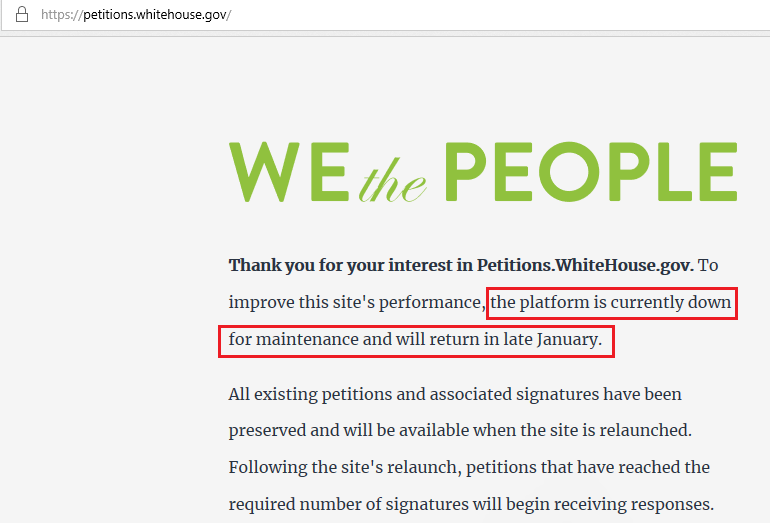 https://petitions.whitehouse.gov/
WE the PEOPLE
Thank you for your interest in Petitions.WhiteHouse.gov. To
improve this site's performance, the platform is currently down
for maintenance and will return in late January.
All existing petitions and associated signatures have been
preserved and will be available when the site is relaunched.
Following the site's relaunch, petitions that have reached the
required number of signatures will begin receiving responses.